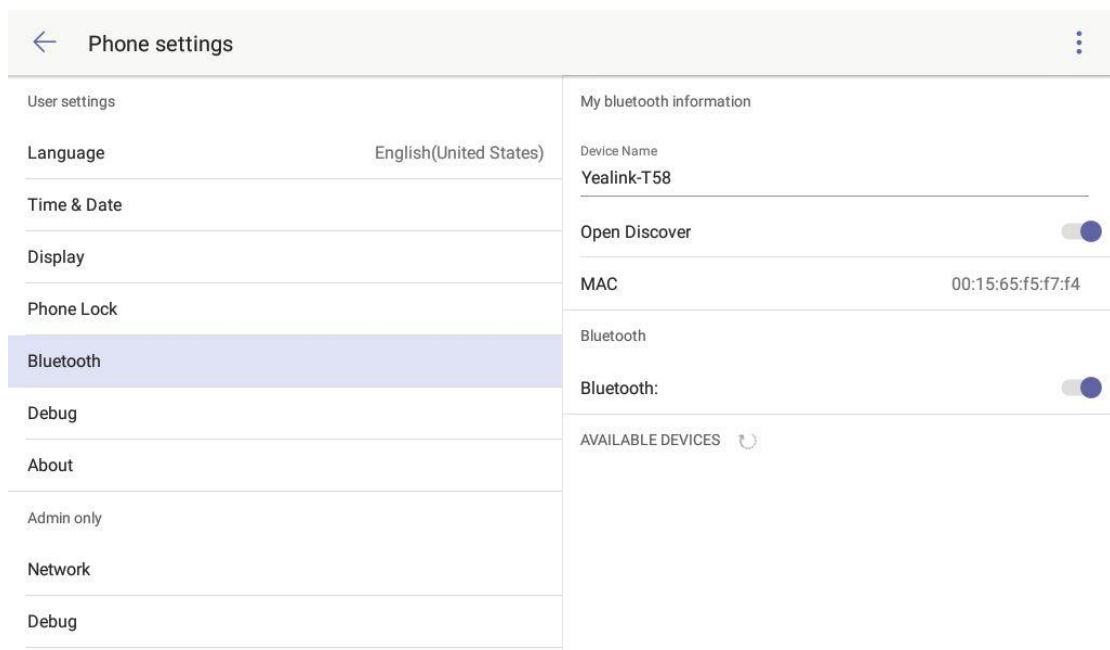 Phone settings
User settings
Language English(United States)
Time & Date
Display
Phone Lock
Bluetooth
Debug
About
Admin only
Network
Debug
My bluetooth information
Device Name
Yealink-T58
Open Discover
MAC 00:15:65:f5:f7:f4
Bluetooth
Bluetooth:
AVAILABLE DEVICES